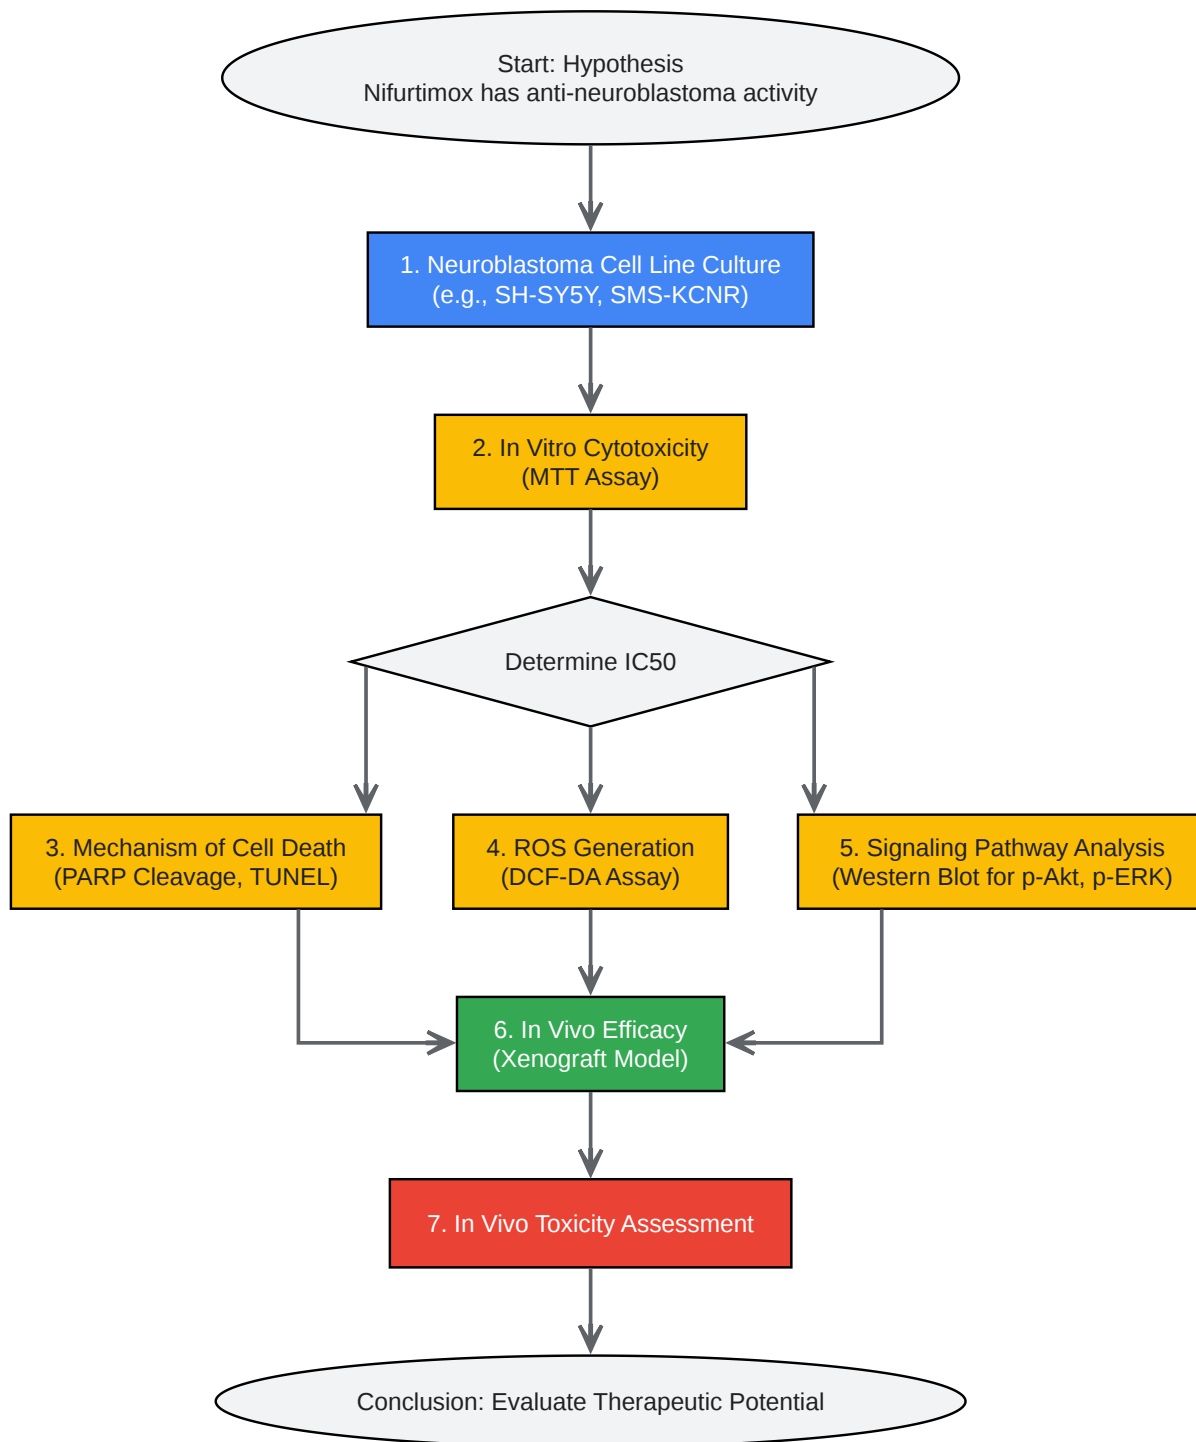 Start: Hypothesis
Nifurtimox has anti-neuroblastoma activity
1. Neuroblastoma Cell Line Culture
(e.g., SH-SY5Y, SMS-KCNR)
2. In Vitro Cytotoxicity
(MTT Assay)
Determine IC50
3. Mechanism of Cell Death
(PARP Cleavage, TUNEL)
4. ROS Generation
(DCF-DA Assay)
5. Signaling Pathway Analysis
(Western Blot for p-Akt, p-ERK)
6. In Vivo Efficacy
(Xenograft Model)
7. In Vivo Toxicity Assessment
Conclusion: Evaluate Therapeutic Potential